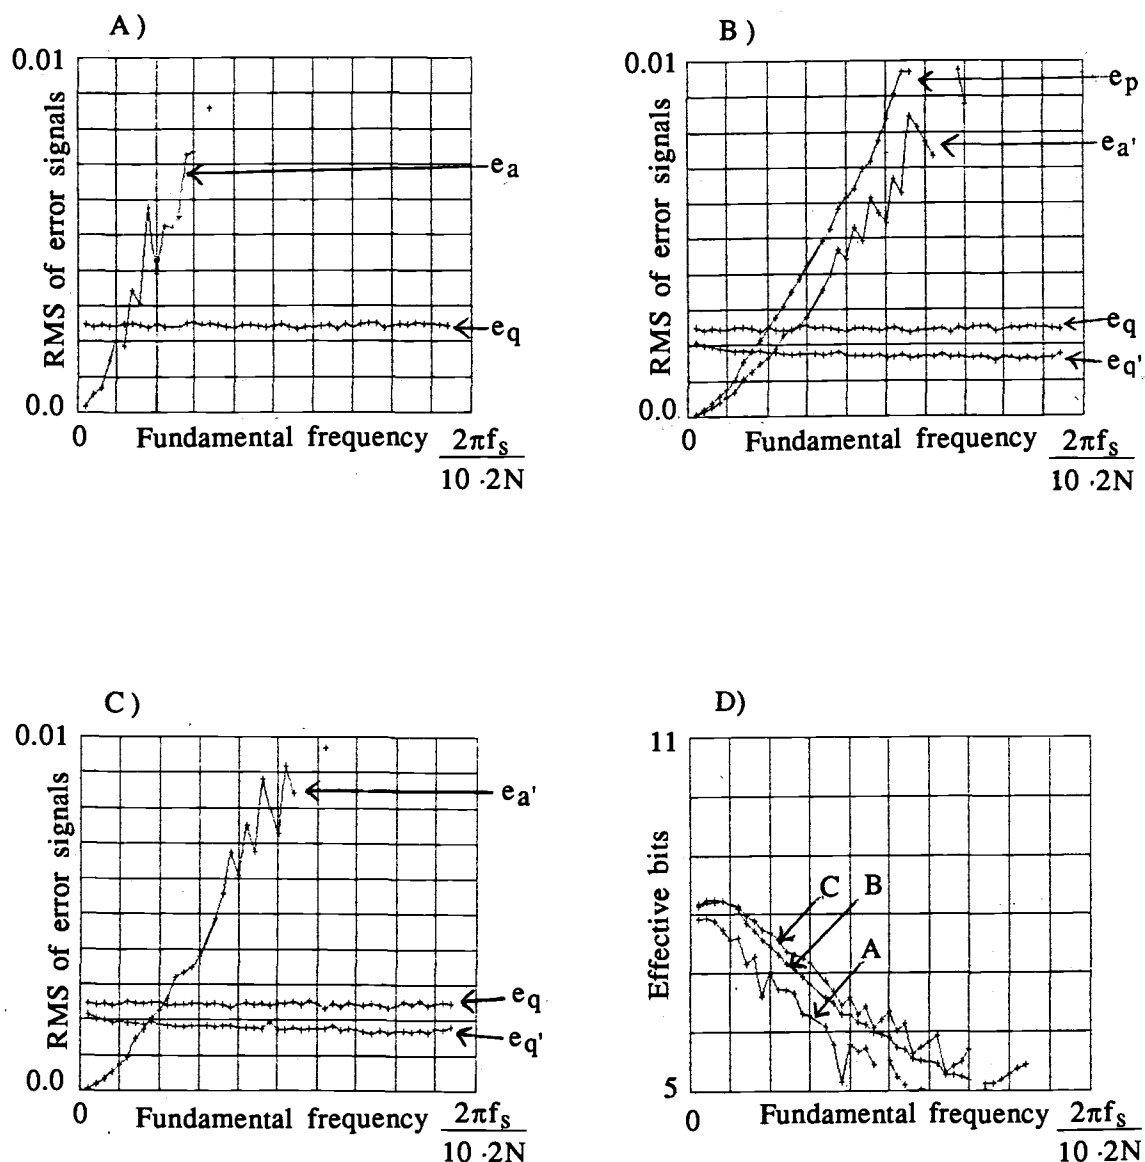 A )
0.01
RMS of error signals
e_a
e_q
0.0
0
Fundamental frequency
2πf_s
10 ·2N
B )
0.01
RMS of error signals
e_p
e_a'
e_q
e_q'
0.0
0
Fundamental frequency
2πf_s
10 ·2N
C )
0.01
RMS of error signals
e_a'
e_q
e_q'
0.0
0
Fundamental frequency
2πf_s
10 ·2N
D)
11
Effective bits
C
B
A
5
0
Fundamental frequency
2πf_s
10 ·2N